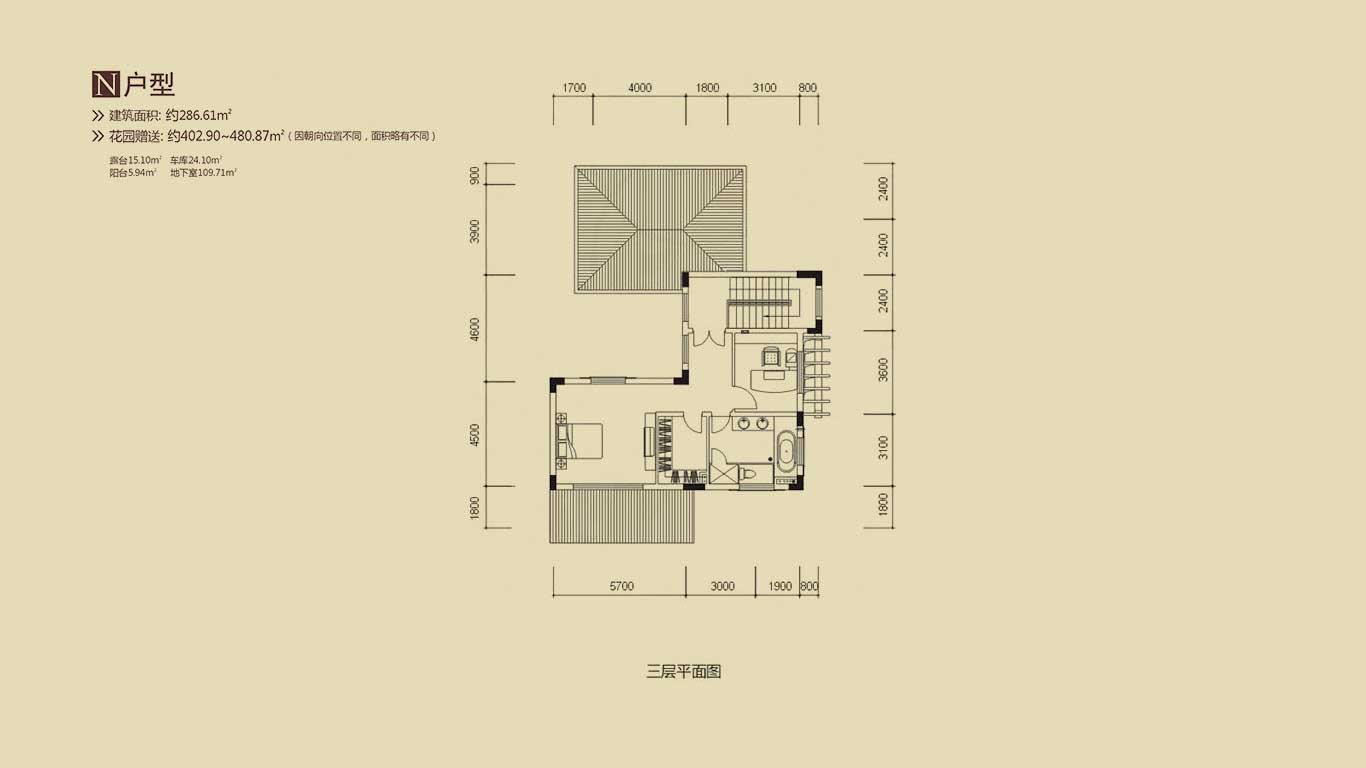 N户型
建筑面积: 约286.61m²
花园赠送: 约402.90~480.87m²（因朝向位置不同，面积略有不同）
露台15.10m² 车库24.10m²
阳台5.94m² 地下室109.71m²
1700 4000 1800 3100 800
900
3900
4600
4500
1800
2400
2400
2400
3600
3100
1800
5700 3000 1900 800
三层平面图